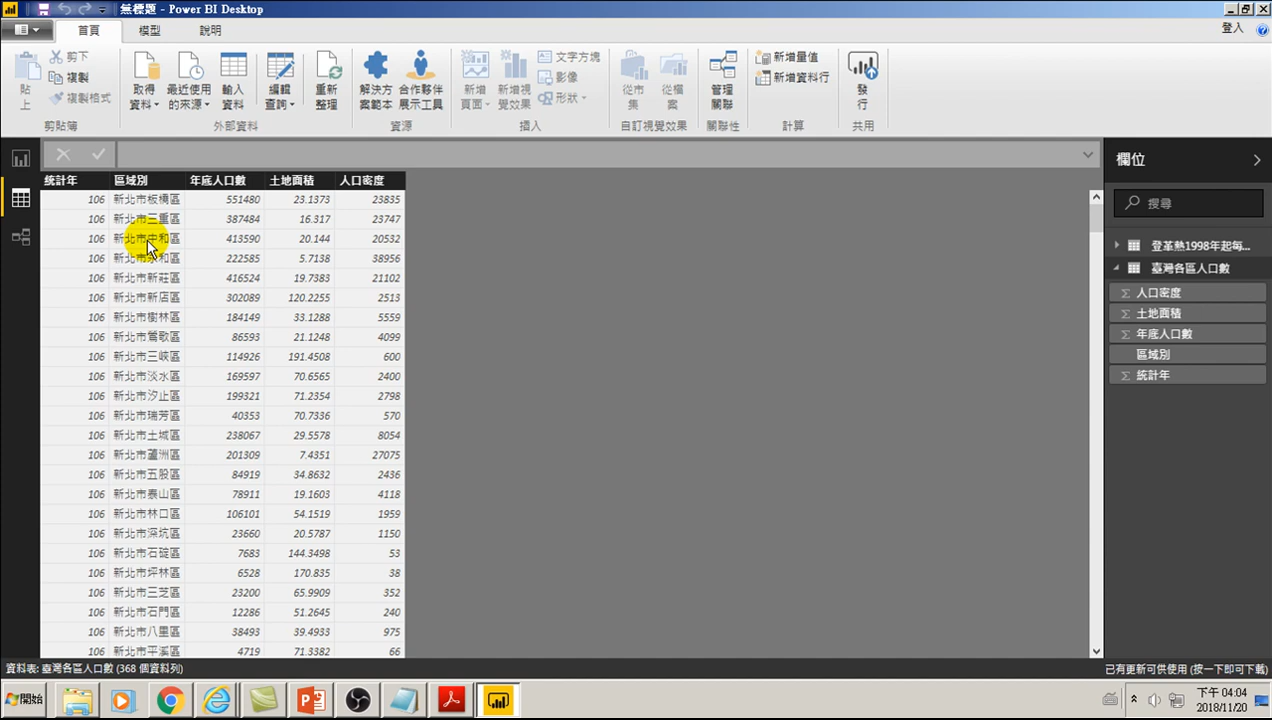 無標題 - Power BI Desktop
首頁 模型 說明 登入
貼上 剪下 複製 複製格式 取得資料 最近使用的來源 輸入資料 編輯查詢 重新整理 解決方案範本 合作夥伴展示工具 新增頁面 新增視覺效果 文字方塊 影像 形狀 從市集 從檔案 管理關聯 新增量值 新增資料行 發行
剪貼簿 外部資料 資源 插入 自訂視覺效果 關聯性 計算 共用
統計年 區域別 年底人口數 土地面積 人口密度
106 新北市板橋區 551480 23.1373 23835
106 新北市三重區 387484 16.317 23747
106 新北市中和區 413590 20.144 20532
106 新北市永和區 222585 5.7138 38956
106 新北市新莊區 416524 19.7383 21102
106 新北市新店區 302089 120.2255 2513
106 新北市樹林區 184149 33.1288 5559
106 新北市鶯歌區 86593 21.1248 4099
106 新北市三峽區 114926 191.4508 600
106 新北市淡水區 169597 70.6565 2400
106 新北市汐止區 199321 71.2354 2798
106 新北市瑞芳區 40353 70.7336 570
106 新北市土城區 238067 29.5578 8054
106 新北市蘆洲區 201309 7.4351 27075
106 新北市五股區 84919 34.8632 2436
106 新北市泰山區 78911 19.1603 4118
106 新北市林口區 106101 54.1519 1959
106 新北市深坑區 23660 20.5787 1150
106 新北市石碇區 7683 144.3498 53
106 新北市坪林區 6528 170.835 38
106 新北市三芝區 23200 65.9909 352
106 新北市石門區 12286 51.2645 240
106 新北市八里區 38493 39.4933 975
106 新北市平溪區 4719 71.3382 66
欄位
搜尋
登革熱1998年起每...
臺灣各區人口數
人口密度
土地面積
年底人口數
區域別
統計年
資料表: 臺灣各區人口數 (368 個資料列) 已有更新可供使用 (按一下即可下載)
開始 下午 04:04
2018/11/20